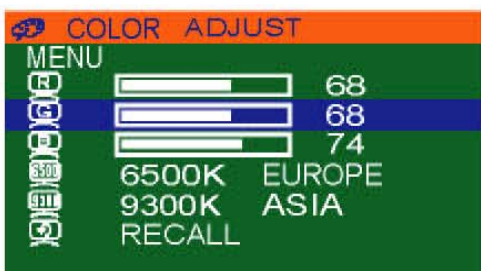 COLOR ADJUST
MENU
R 68
G 68
74
6500K EUROPE
9300K ASIA
RECALL